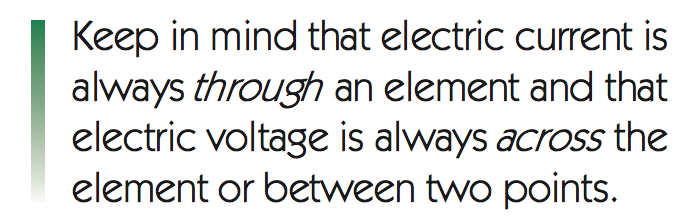 Keep in mind that electric current is
always through an element and that
electric voltage is always across the
element or between two points.